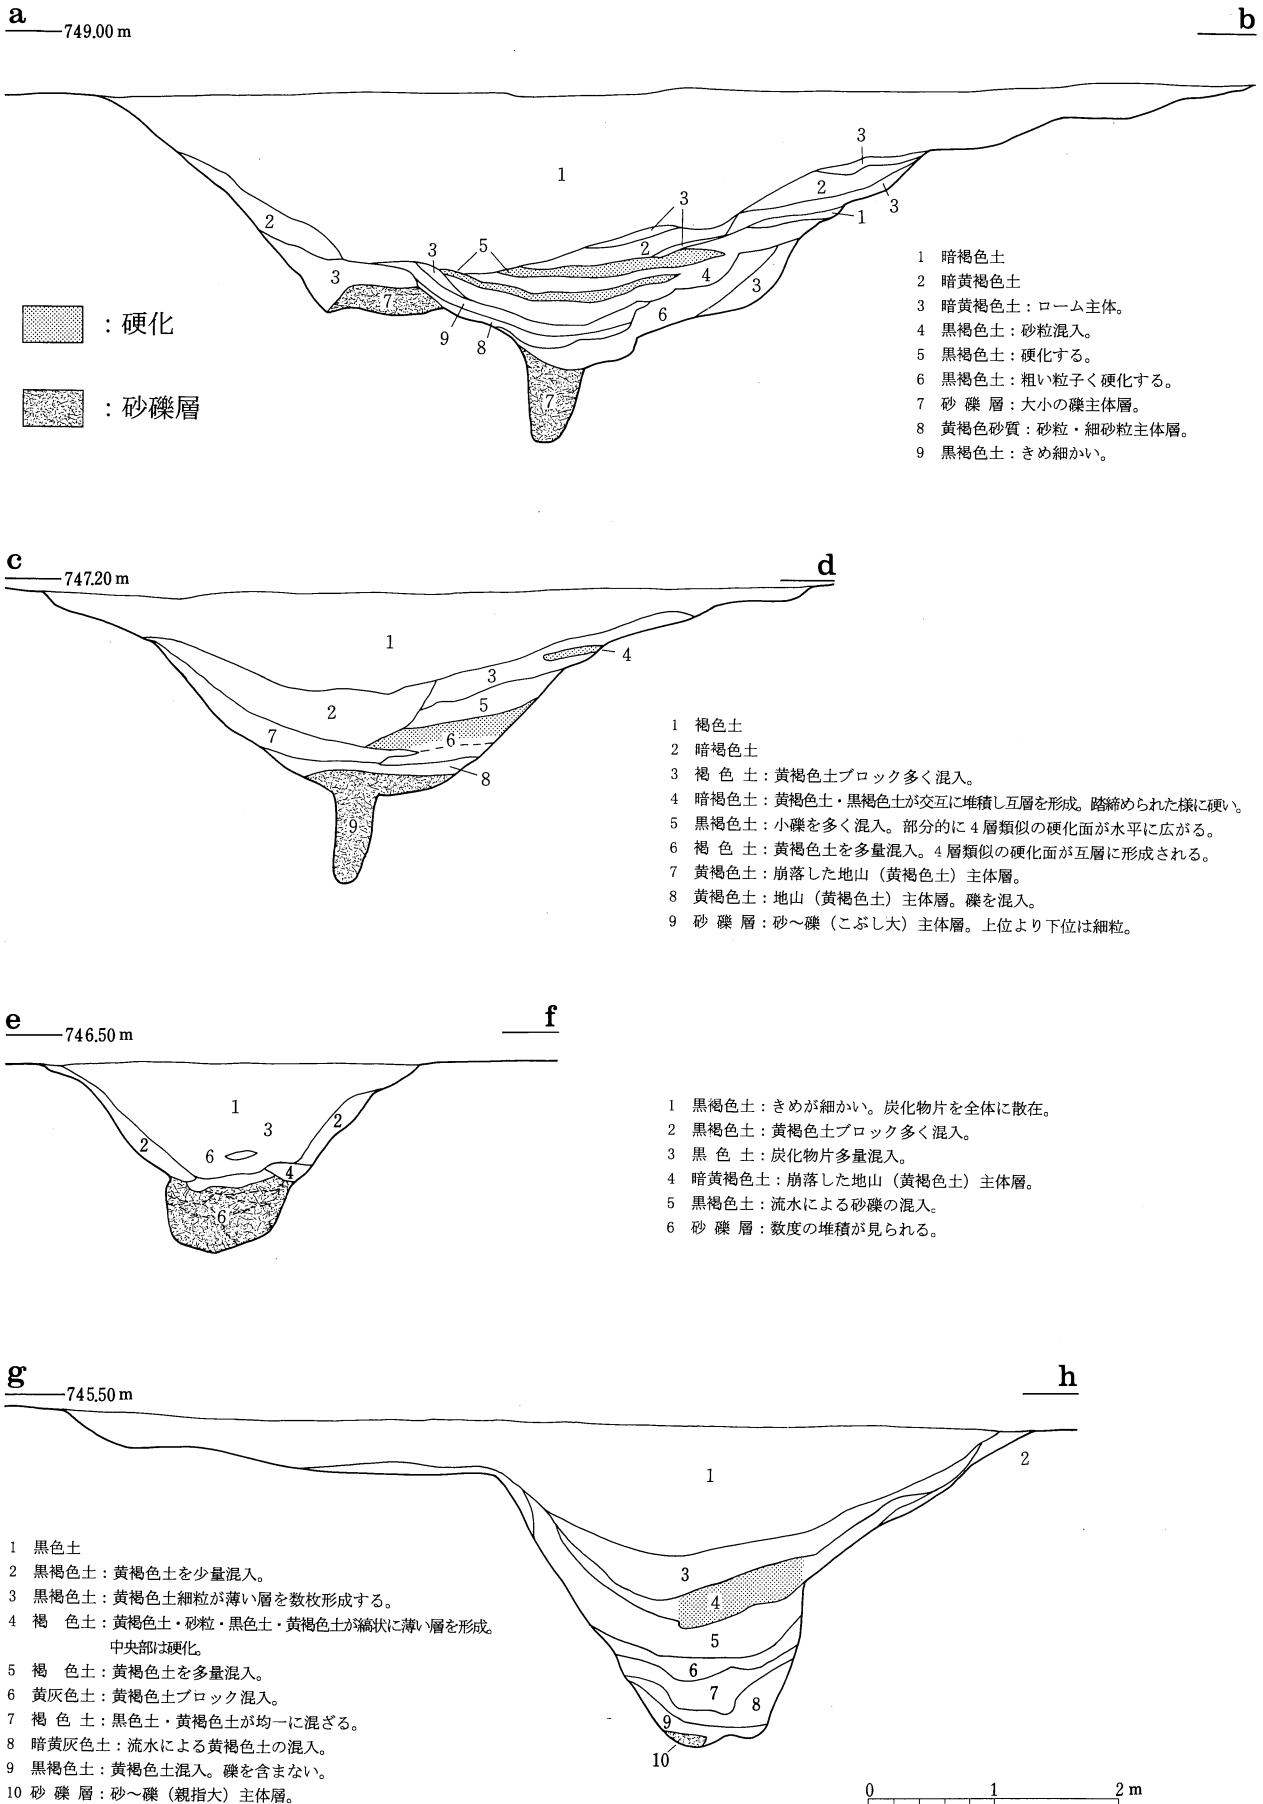 a
749.00 m
b
3
1
2
3
3
1
2
3
5
2
3
4
3
3
7
6
9
8
7
：硬化
：砂礫層
1 暗褐色土
2 暗黄褐色土
3 暗黄褐色土：ローム主体。
4 黒褐色土：砂粒混入。
5 黒褐色土：硬化する。
6 黒褐色土：粗い粒子く硬化する。
7 砂礫層：大小の礫主体層。
8 黄褐色砂質：砂粒・細砂粒主体層。
9 黒褐色土：きめ細かい。
c
747.20 m
d
1
4
3
5
2
7
6
8
9
1 褐色土
2 暗褐色土
3 褐色土：黄褐色土ブロック多く混入。
4 暗褐色土：黄褐色土・黒褐色土が交互に堆積し互層を形成。踏締められた様に硬い。
5 黒褐色土：小礫を多く混入。部分的に4層類似の硬化面が水平に広がる。
6 褐色土：黄褐色土を多量混入。4層類似の硬化面が互層に形成される。
7 黄褐色土：崩落した地山（黄褐色土）主体層。
8 黄褐色土：地山（黄褐色土）主体層。礫を混入。
9 砂礫層：砂〜礫（こぶし大）主体層。上位より下位は細粒。
e
746.50 m
f
1
3
2
2
6
4
6
1 黒褐色土：きめが細かい。炭化物片を全体に散在。
2 黒褐色土：黄褐色土ブロック多く混入。
3 黒色土：炭化物片多量混入。
4 暗黄褐色土：崩落した地山（黄褐色土）主体層。
5 黒褐色土：流水による砂礫の混入。
6 砂礫層：数度の堆積が見られる。
g
745.50 m
h
1
2
3
4
5
6
7
8
9
10
1 黒色土
2 黒褐色土：黄褐色土を少量混入。
3 黒褐色土：黄褐色土細粒が薄い層を数枚形成する。
4 褐色土：黄褐色土・砂粒・黒色土・黄褐色土が縞状に薄い層を形成。
中央部は硬化。
5 褐色土：黄褐色土を多量混入。
6 黄灰色土：黄褐色土ブロック混入。
7 褐色土：黒色土・黄褐色土が均一に混ざる。
8 暗黄灰色土：流水による黄褐色土の混入。
9 黒褐色土：黄褐色土混入。礫を含まない。
10 砂礫層：砂〜礫（親指大）主体層。
0 1 2 m